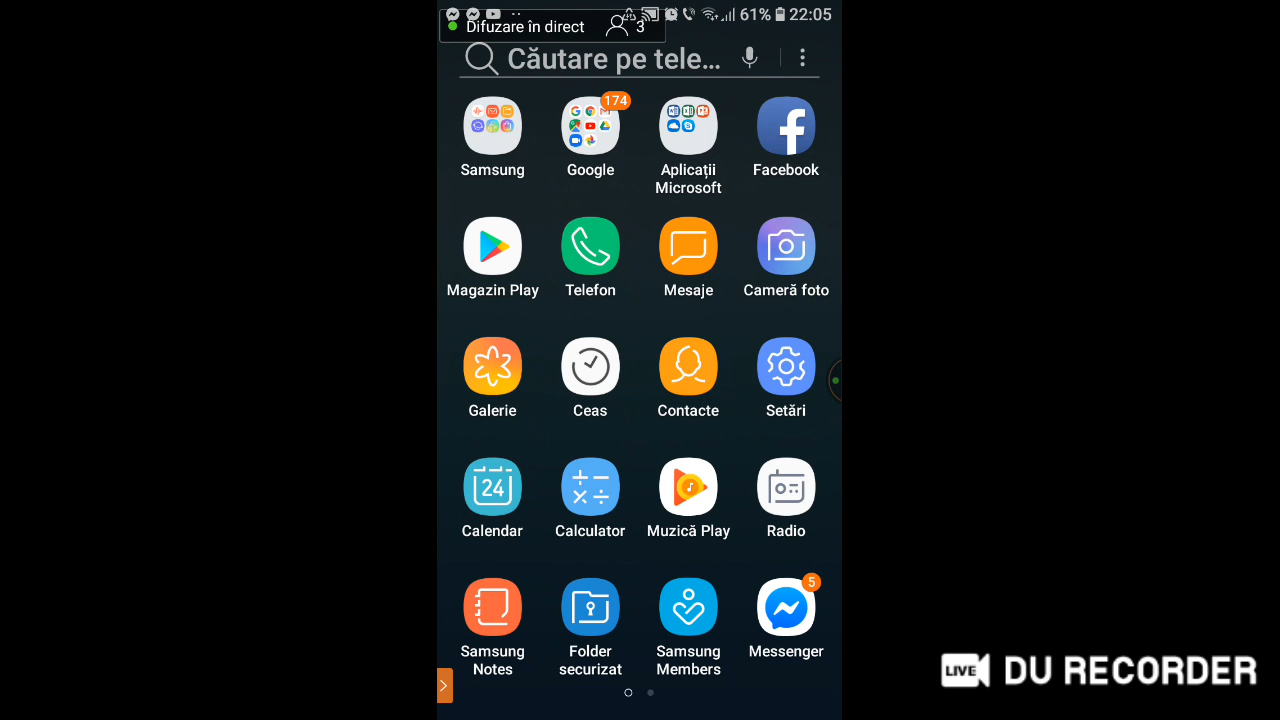 61% 22:05
Difuzare în direct 3
Căutare pe tele...
174
Samsung
Google
Aplicații
Microsoft
Facebook
Magazin Play
Telefon
Mesaje
Cameră foto
Galerie
Ceas
Contacte
Setări
24
Calendar
Calculator
Muzică Play
Radio
5
Samsung
Notes
Folder
securizat
Samsung
Members
Messenger
LIVE DU RECORDER